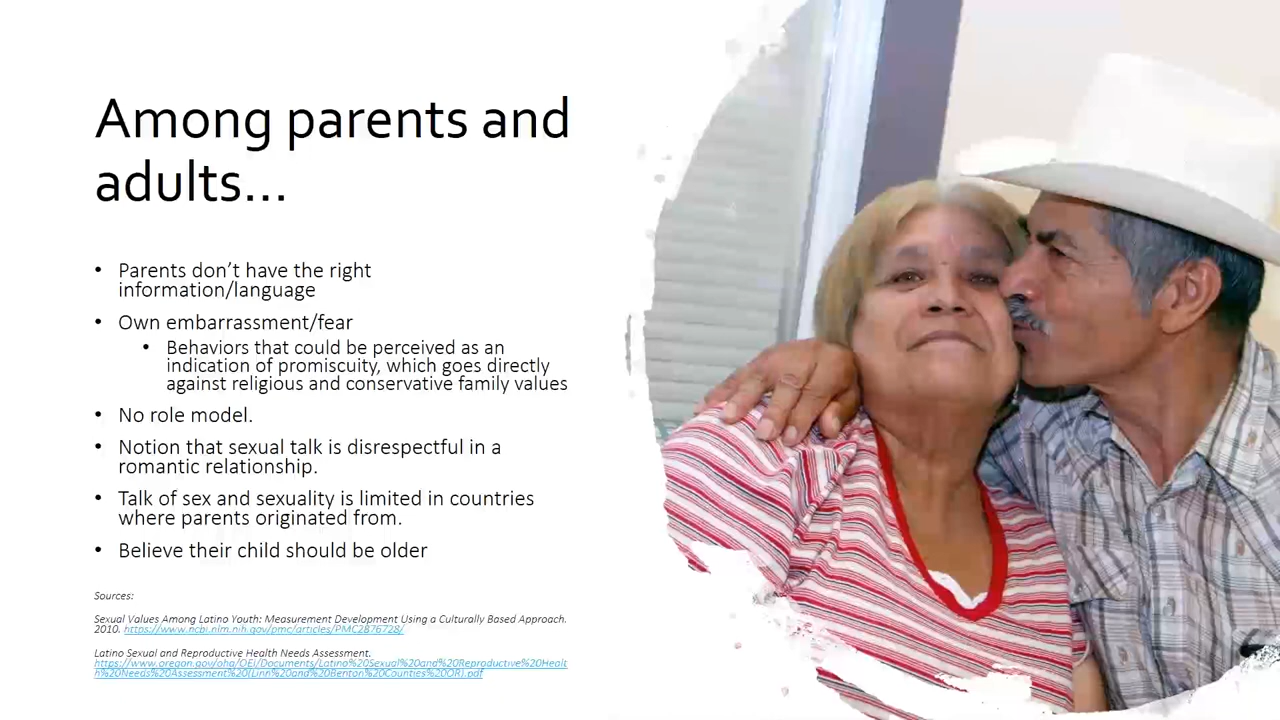 Among parents and
adults...
• Parents don't have the right
information/language
• Own embarrassment/fear
• Behaviors that could be perceived as an
indication of promiscuity, which goes directly
against religious and conservative family values
• No role model.
• Notion that sexual talk is disrespectful in a
romantic relationship.
• Talk of sex and sexuality is limited in countries
where parents originated from.
• Believe their child should be older
Sources:
Sexual Values Among Latino Youth: Measurement Development Using a Culturally Based Approach.
2010. https://www.ncbi.nlm.nih.gov/pmc/articles/PMC2876728/
Latino Sexual and Reproductive Health Needs Assessment.
https://www.oregon.gov/oha/OEI/Documents/Latino%20Sexual%20and%20Reproductive%20Healt
h%20Needs%20Assessment%20(Linn%20and%20Benton%20Counties%20OR).pdf